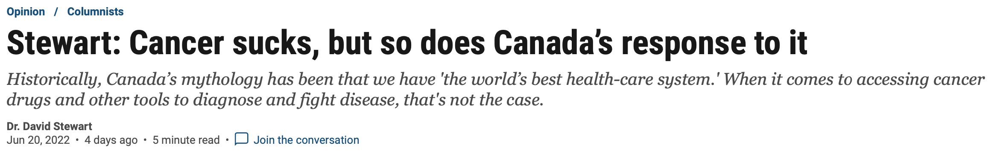 Opinion / Columnists
Stewart: Cancer sucks, but so does Canada’s response to it
Historically, Canada’s mythology has been that we have 'the world’s best health-care system.' When it comes to accessing cancer
drugs and other tools to diagnose and fight disease, that's not the case.
Dr. David Stewart
Jun 20, 2022 • 4 days ago • 5 minute read • Join the conversation